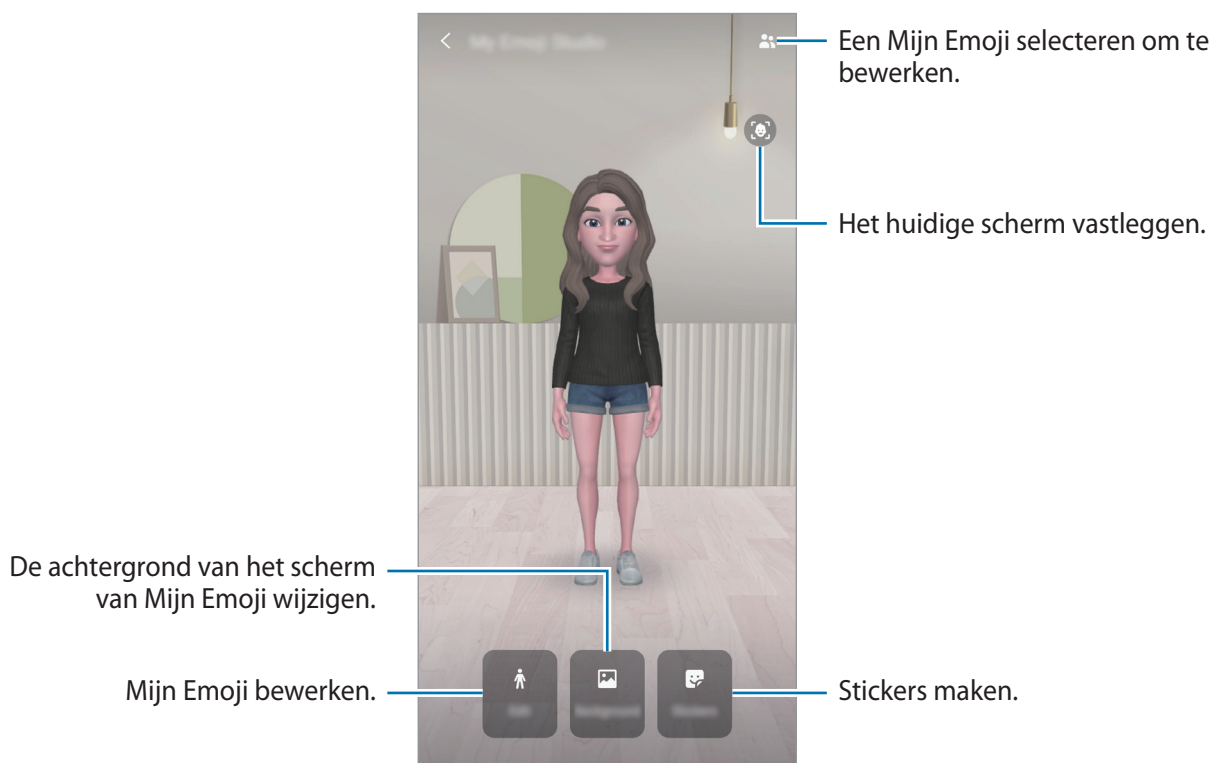 Een Mijn Emoji selecteren om te
bewerken.
Het huidige scherm vastleggen.
De achtergrond van het scherm
van Mijn Emoji wijzigen.
Mijn Emoji bewerken.
Stickers maken.